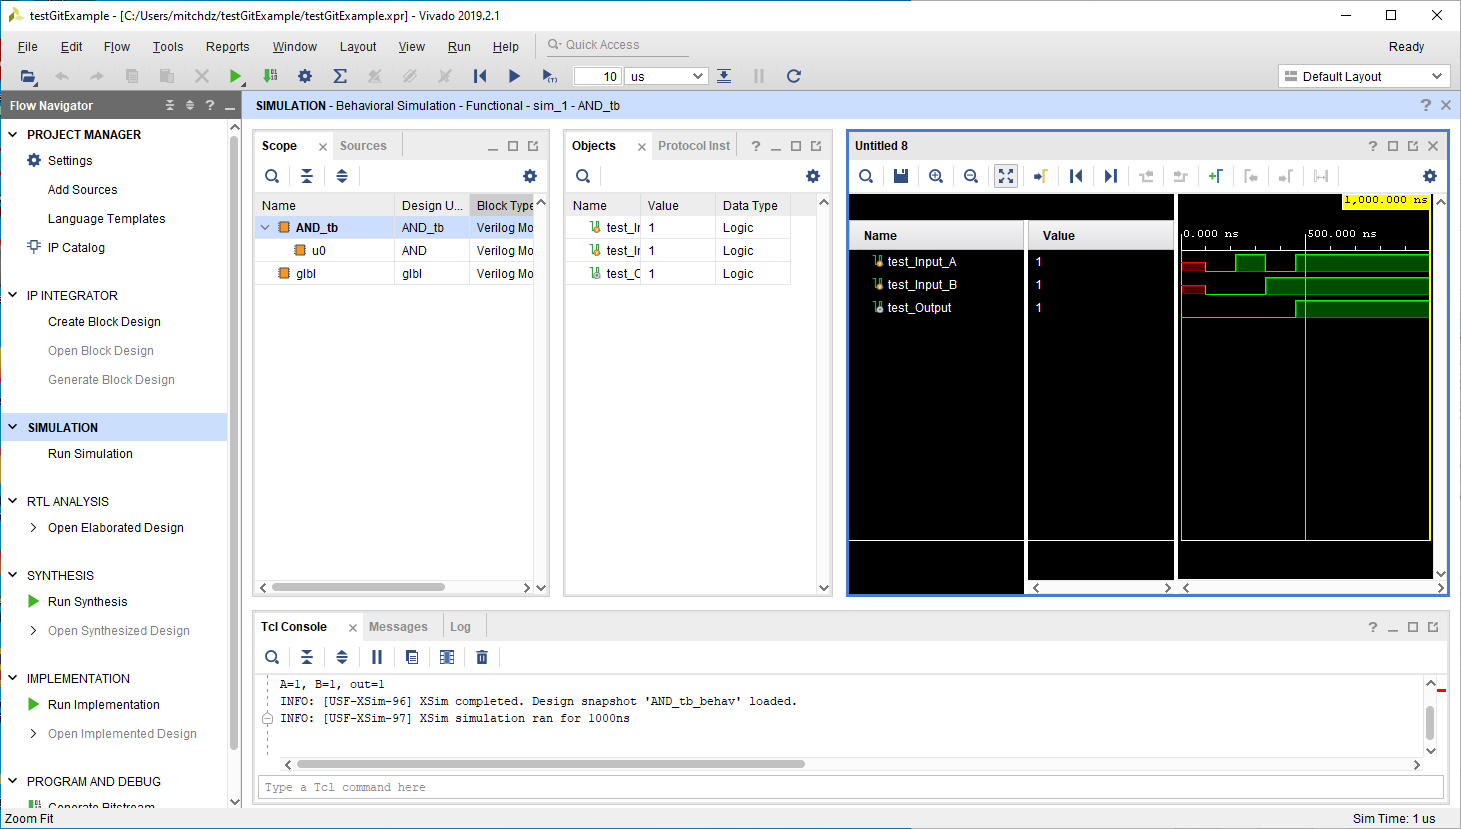 testGitExample - [C:/Users/mitchdz/testGitExample/testGitExample.xpr] - Vivado 2019.2.1
File Edit Flow Tools Reports Window Layout View Run Help Quick Access Ready
10 us Default Layout
Flow Navigator
SIMULATION - Behavioral Simulation - Functional - sim_1 - AND_tb
PROJECT MANAGER
Settings
Add Sources
Language Templates
IP Catalog
IP INTEGRATOR
Create Block Design
Open Block Design
Generate Block Design
SIMULATION
Run Simulation
RTL ANALYSIS
Open Elaborated Design
SYNTHESIS
Run Synthesis
Open Synthesized Design
IMPLEMENTATION
Run Implementation
Open Implemented Design
PROGRAM AND DEBUG
Generate Bitstream
Scope Sources
Name Design U... Block Type
AND_tb AND_tb Verilog Mo
u0 AND Verilog Mo
glbl glbl Verilog Mo
Objects Protocol Inst
Name Value Data Type
test_Ir 1 Logic
test_Ir 1 Logic
test_C 1 Logic
Untitled 8
1,000.000 ns
Name Value
0.000 ns 500.000 ns
test_Input_A 1
test_Input_B 1
test_Output 1
Tcl Console Messages Log
A=1, B=1, out=1
INFO: [USF-XSim-96] XSim completed. Design snapshot 'AND_tb_behav' loaded.
INFO: [USF-XSim-97] XSim simulation ran for 1000ns
Type a Tcl command here
Zoom Fit
Sim Time: 1 us